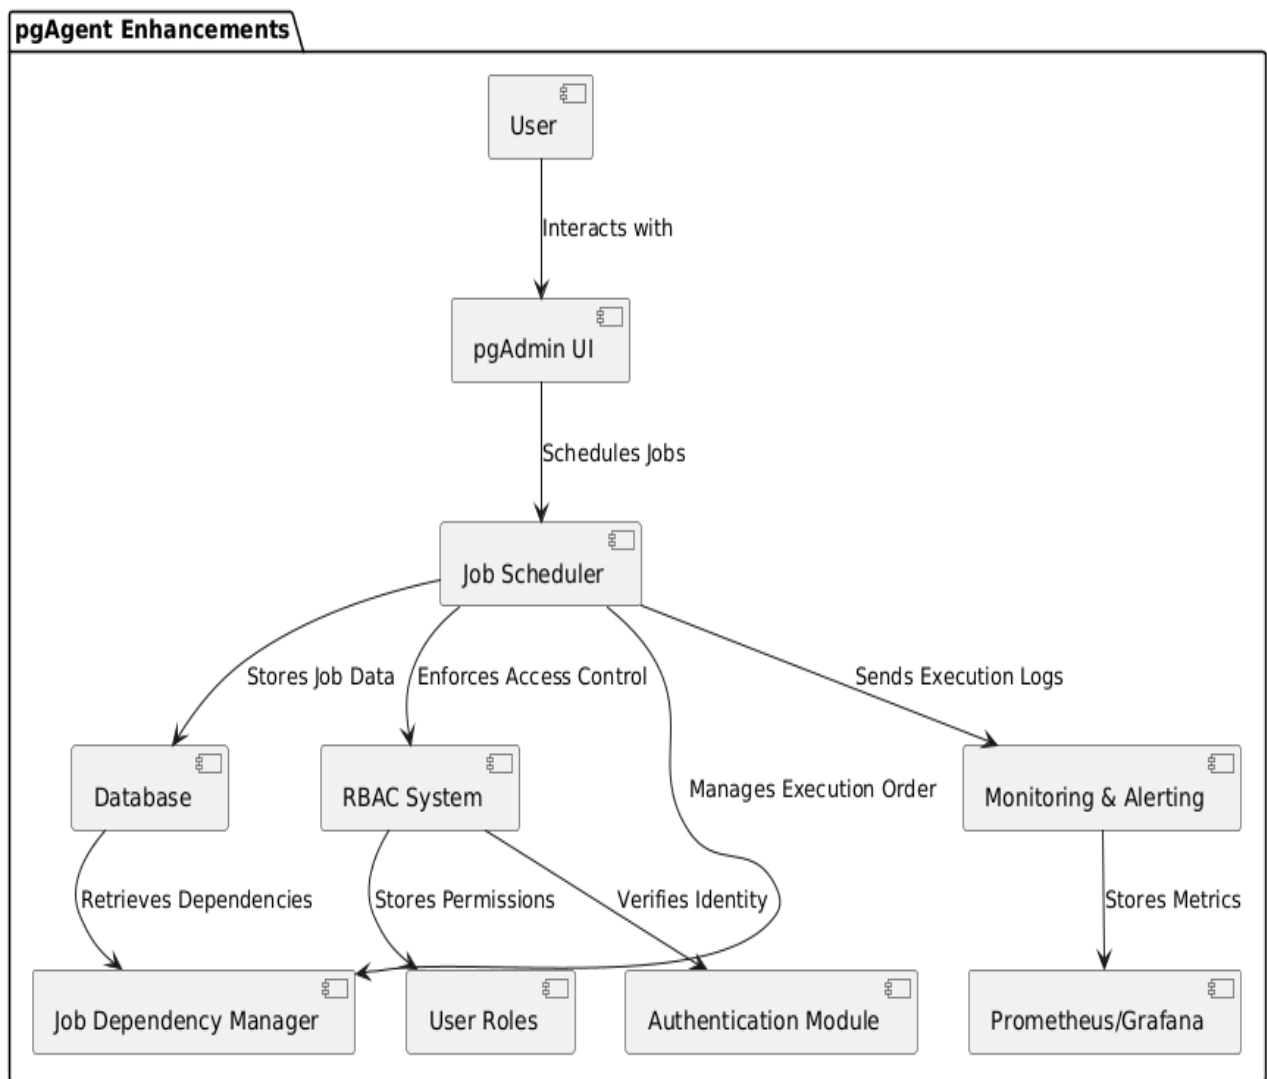 pgAgent Enhancements
User
Interacts with
pgAdmin UI
Schedules Jobs
Job Scheduler
Stores Job Data
Enforces Access Control
Sends Execution Logs
Database
RBAC System
Manages Execution Order
Monitoring & Alerting
Retrieves Dependencies
Stores Permissions
Verifies Identity
Stores Metrics
Job Dependency Manager
User Roles
Authentication Module
Prometheus/Grafana